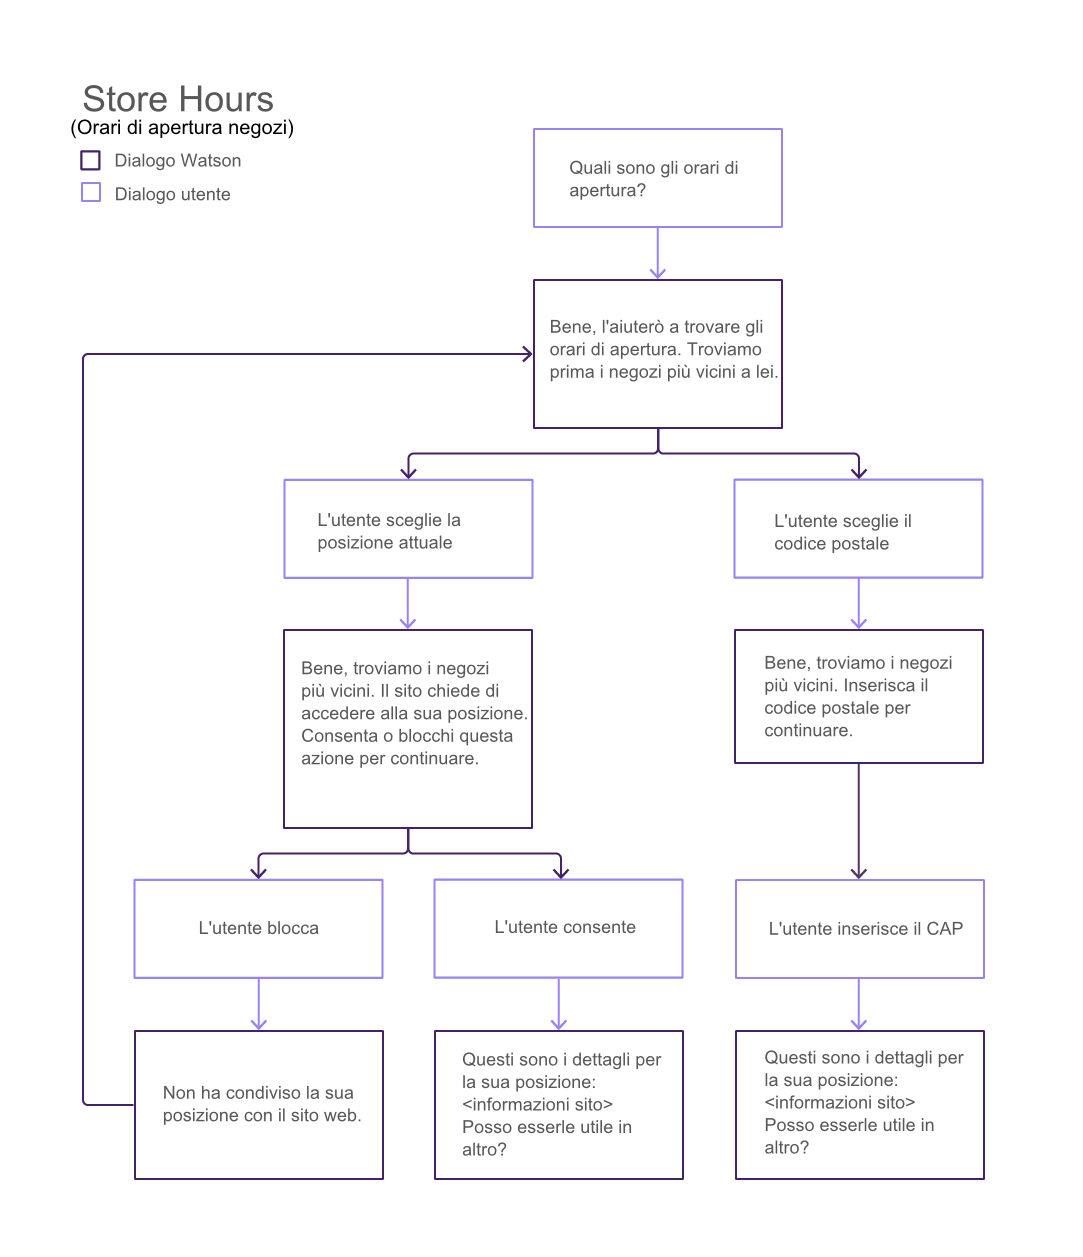 Store Hours
(Orari di apertura negozi)
Dialogo Watson
Dialogo utente
Quali sono gli orari di
apertura?
Bene, l'aiuterò a trovare gli
orari di apertura. Troviamo
prima i negozi più vicini a lei.
L'utente sceglie la
posizione attuale
L'utente sceglie il
codice postale
Bene, troviamo i negozi
più vicini. Il sito chiede di
accedere alla sua posizione.
Consenta o blocchi questa
azione per continuare.
Bene, troviamo i negozi
più vicini. Inserisca il
codice postale per
continuare.
L'utente blocca
L'utente consente
L'utente inserisce il CAP
Non ha condiviso la sua
posizione con il sito web.
Questi sono i dettagli per
la sua posizione:
<informazioni sito>
Posso esserle utile in
altro?
Questi sono i dettagli per
la sua posizione:
<informazioni sito>
Posso esserle utile in
altro?